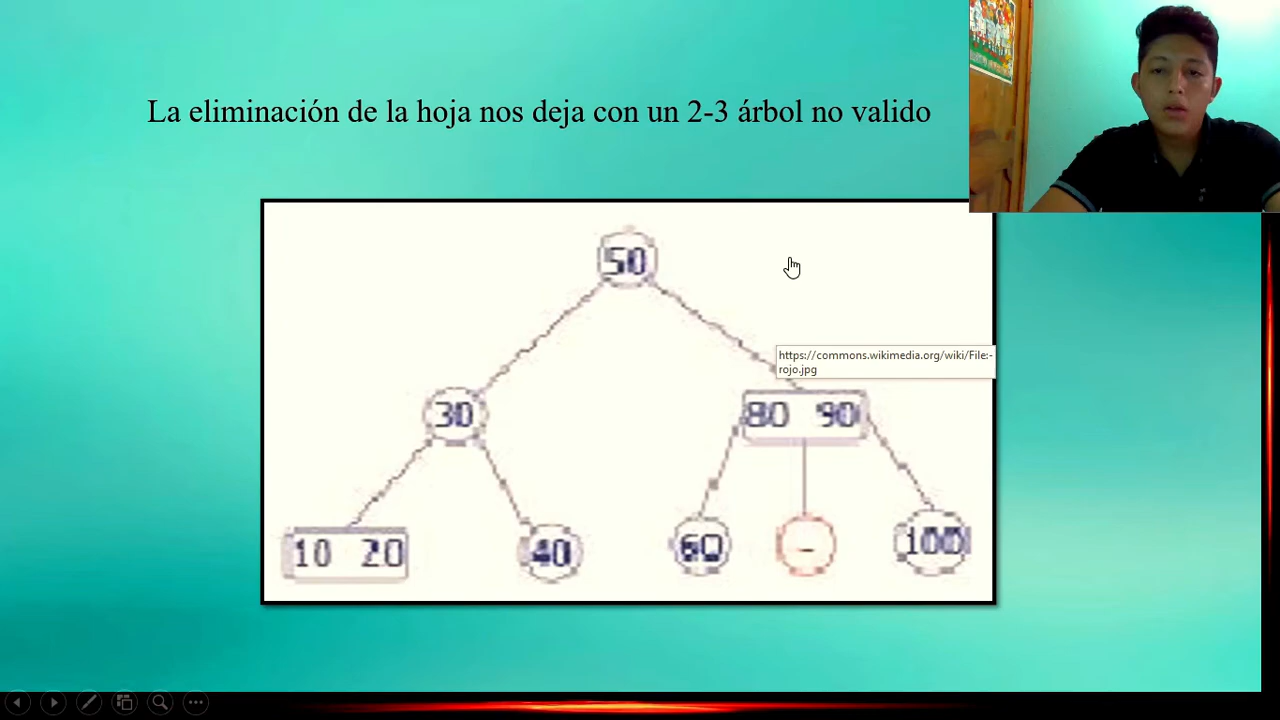 La eliminación de la hoja nos deja con un 2-3 árbol no valido
50
https://commons.wikimedia.org/wiki/File:-
rojo.jpg
30
80 90
10 20
40
60
-
100